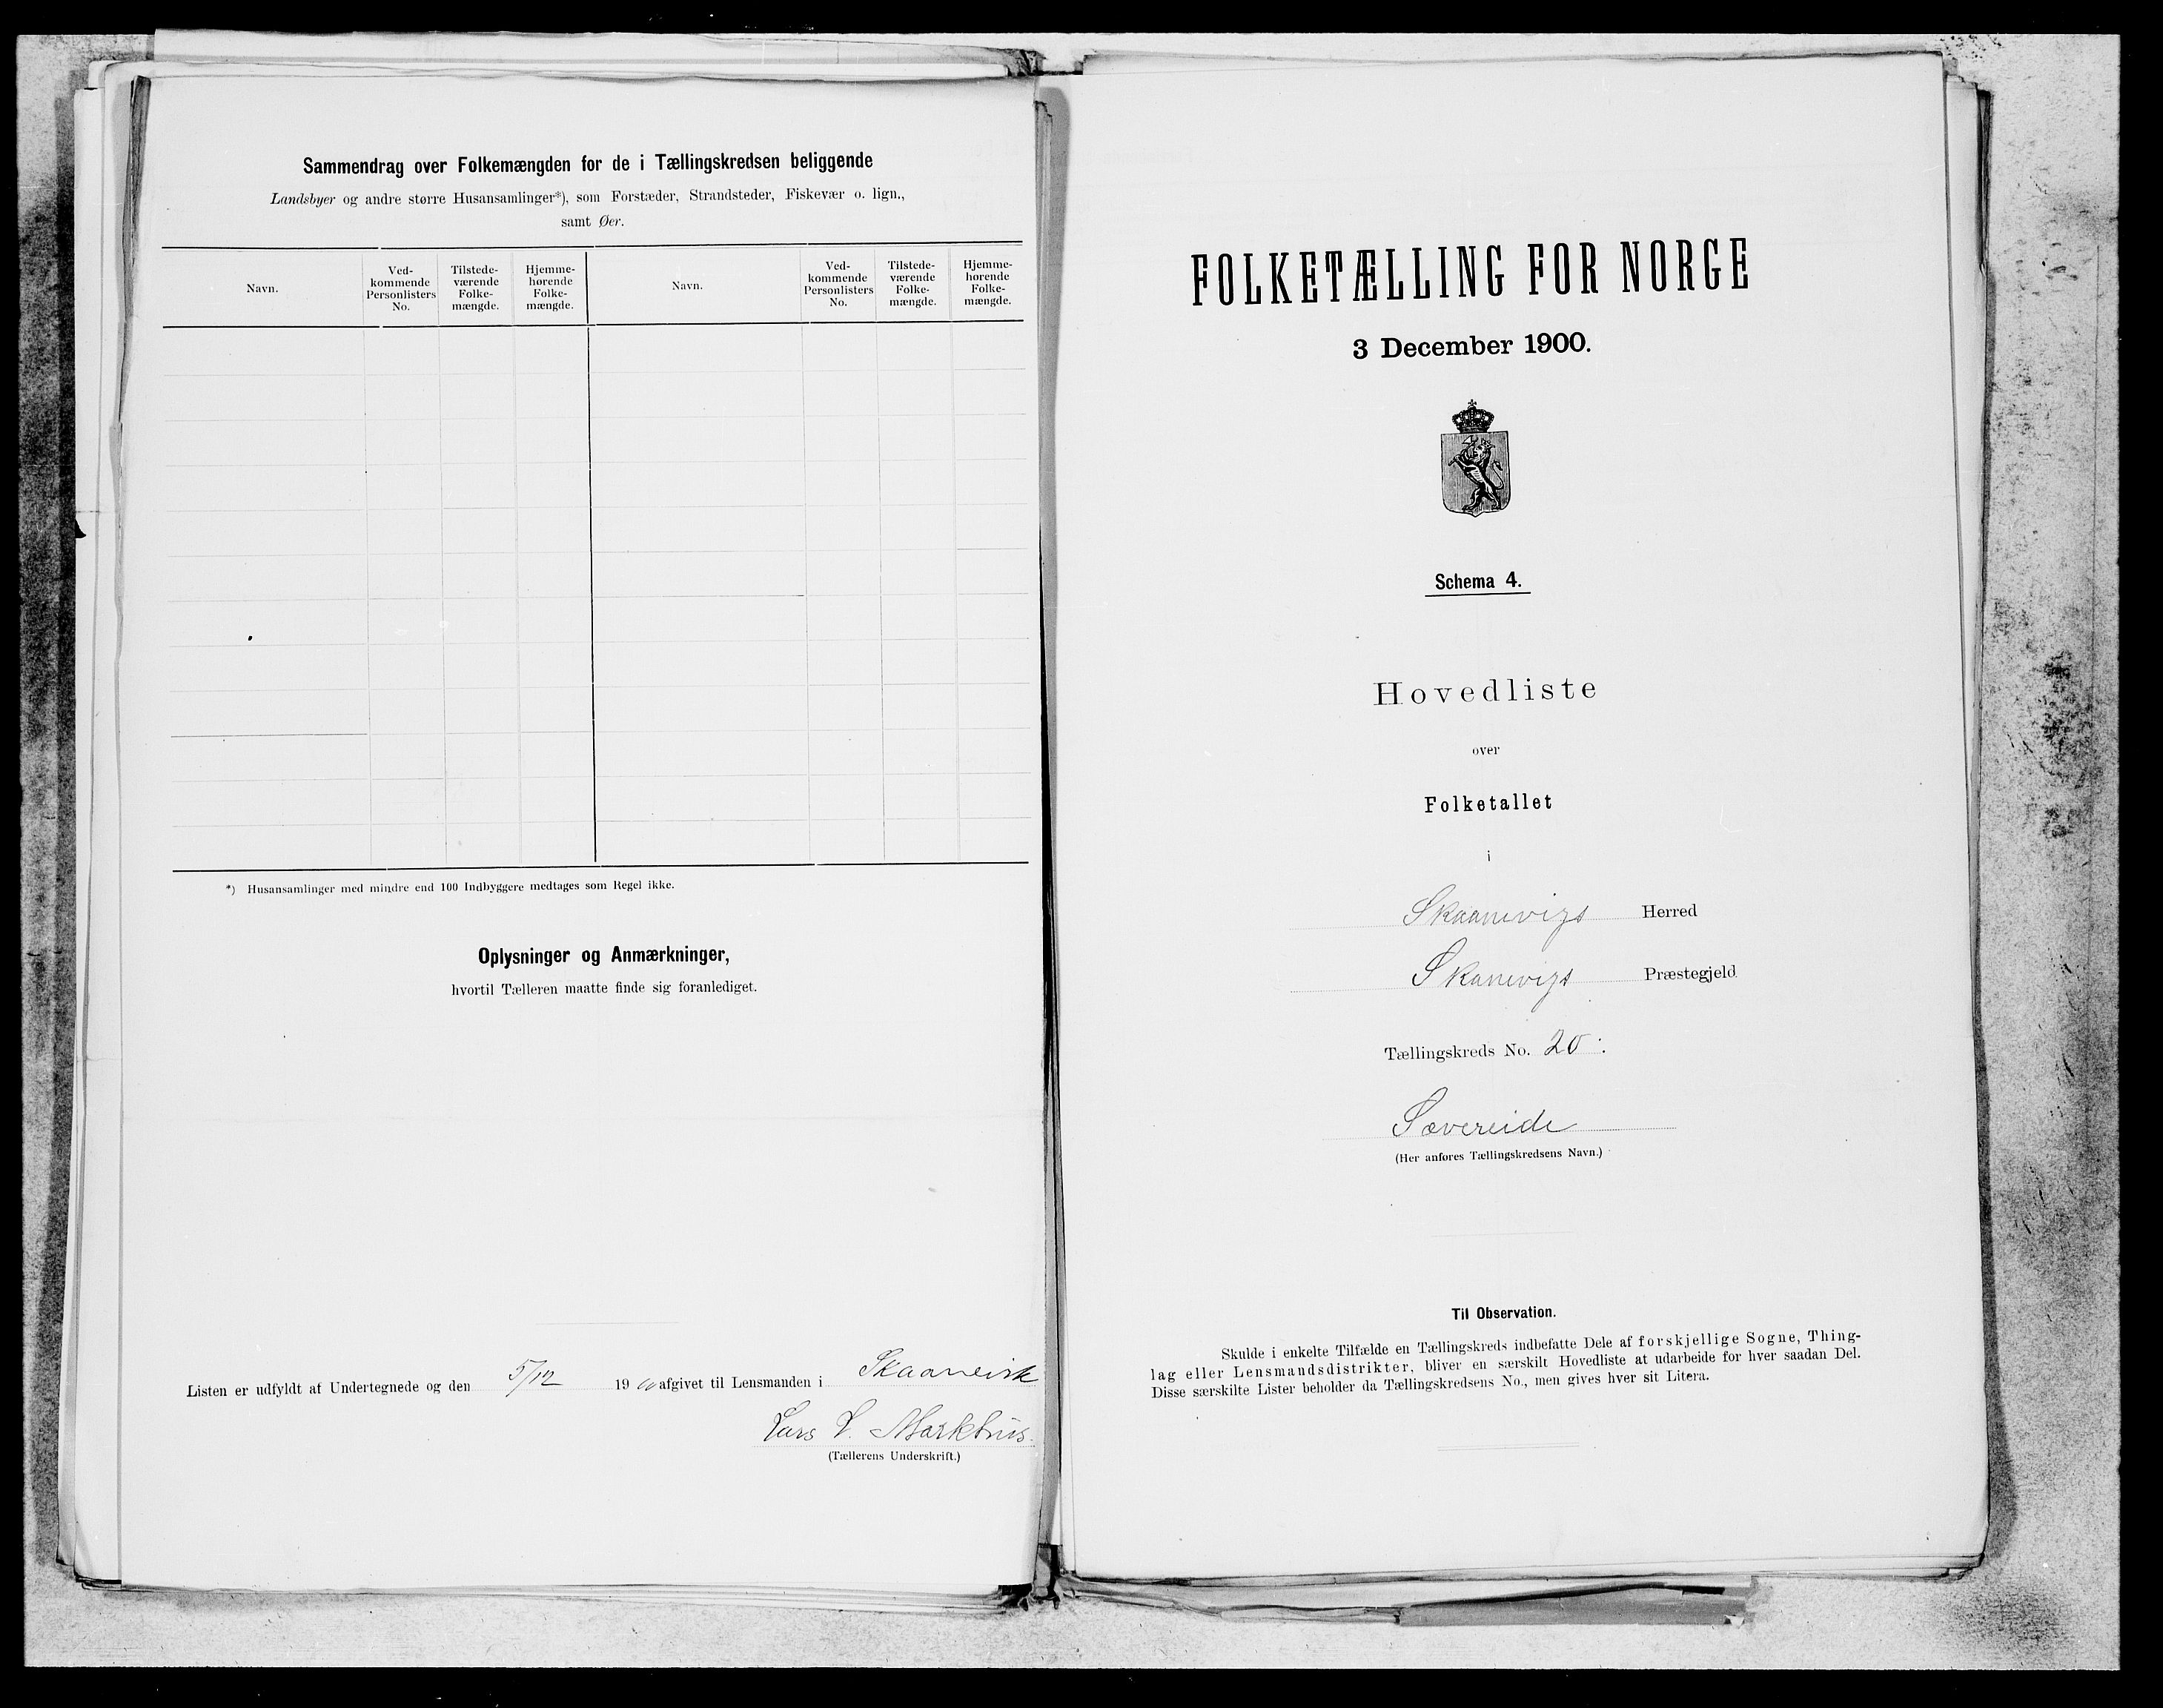 Sammendrag over Folkemængden for de i Tællingskredsen beliggende
Landsbyer og andre større Husansamlinger*), som Forstæder, Strandsteder, Fiskevær o. lign.,
samt Øer.
Navn.
Ved-
kommende
Personlisters
No.
Tilstede-
værende
Folke-
mængde.
Hjemme-
hørende
Folke-
mængde.
Navn.
Ved-
kommende
Personlisters
No.
Tilstede-
værende
Folke-
mængde.
Hjemme-
hørende
Folke-
mængde.
*) Husansamlinger med mindre end 100 Indbyggere medtages som Regel ikke.
Oplysninger og Anmærkninger,
hvortil Tælleren maatte finde sig foranlediget.
Listen er udfyldt af Undertegnede og den 5/12 1900 afgivet til Lensmanden i Skaanevik
Lars L. Markhus.
(Tællerens Underskrift.)
FOLKETÆLLING FOR NORGE
3 December 1900.
Schema 4.
Hovedliste
over
Folketallet
i
Skaanevigs Herred
Skanevigs Præstegjeld
Tællingskreds No. 20.
Sævereide
(Her anføres Tællingskredsens Navn.)
Til Observation.
Skulde i enkelte Tilfælde en Tællingskreds indbefatte Dele af forskjellige Sogne, Thing-
lag eller Lensmandsdistrikter, bliver en særskilt Hovedliste at udarbeide for hver saadan Del.
Disse særskilte Lister beholder da Tællingskredsens No., men gives hver sit Litera.